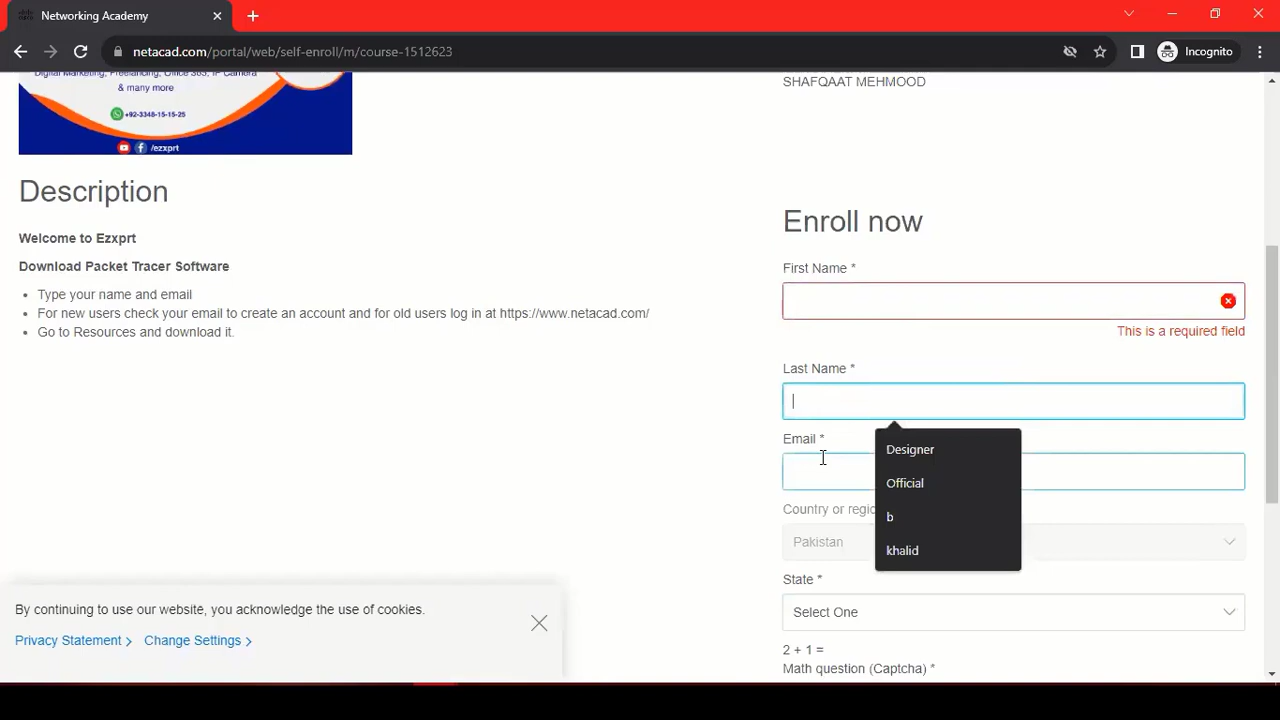 Networking Academy
netacad.com/portal/web/self-enroll/m/course-1512623
Incognito
Digital Marketing, Freelancing, Office 365, IP Camera
& many more
+92-3348-15-15-25
/ezxprt
SHAFQAAT MEHMOOD
Description
Welcome to Ezxprt
Download Packet Tracer Software
• Type your name and email
• For new users check your email to create an account and for old users log in at https://www.netacad.com/
• Go to Resources and download it.
Enroll now
First Name *
This is a required field
Last Name *
Designer
Official
b
khalid
Email *
Country or regio
Pakistan
State *
Select One
2 + 1 =
Math question (Captcha) *
By continuing to use our website, you acknowledge the use of cookies.
Privacy Statement >
Change Settings >